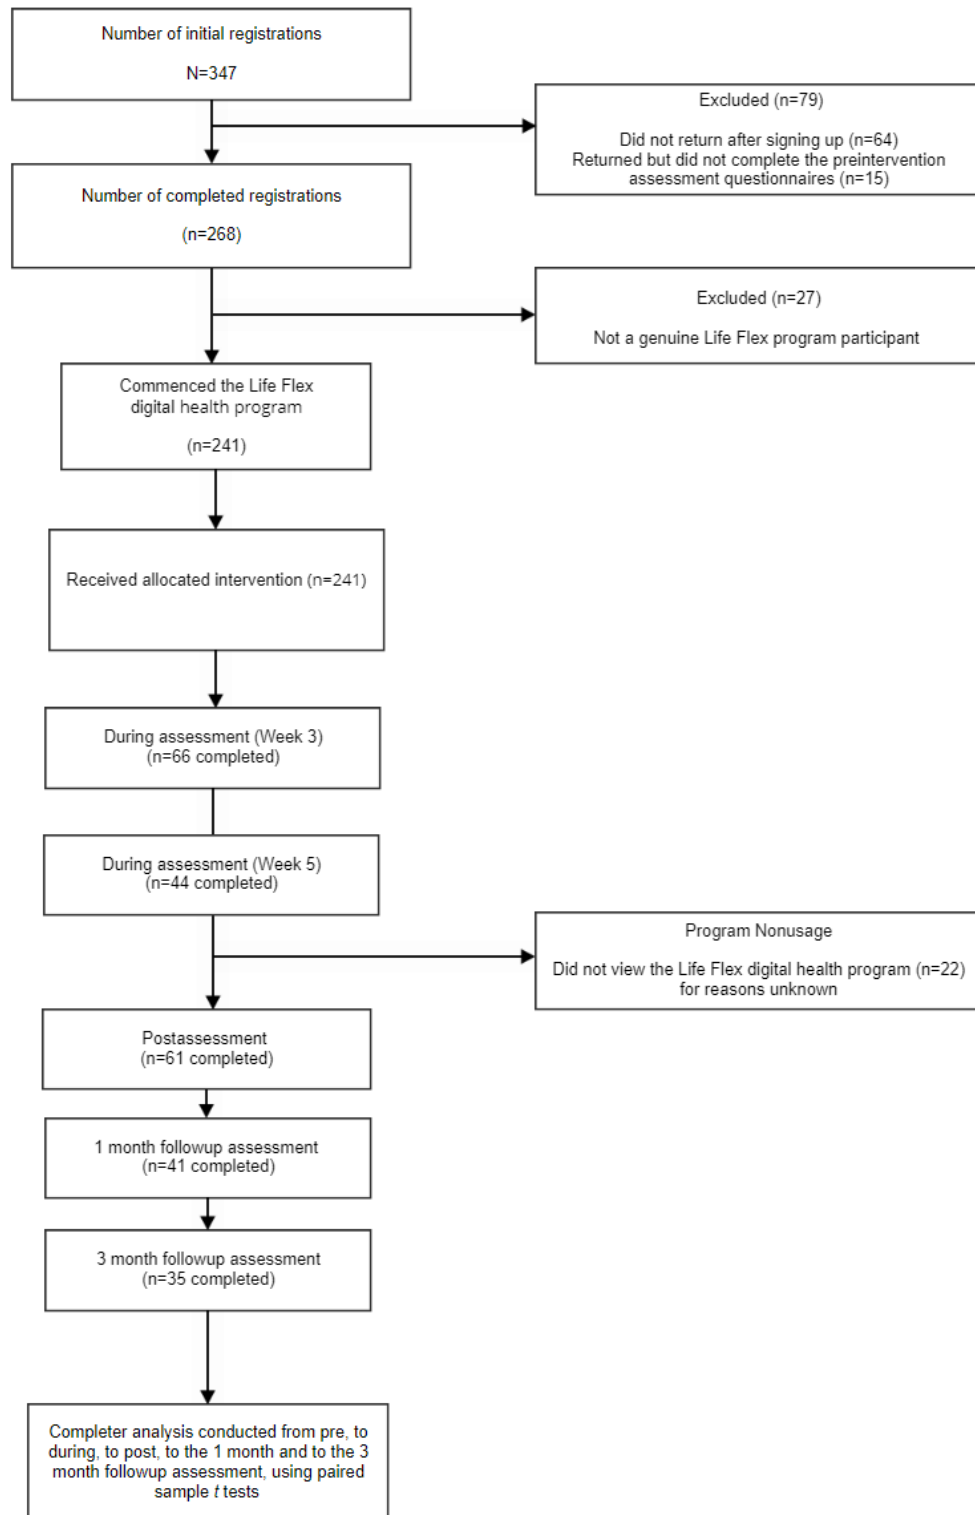 Number of initial registrations
N=347
Excluded (n=79)
Did not return after signing up (n=64)
Returned but did not complete the preintervention
assessment questionnaires (n=15)
Number of completed registrations
(n=268)
Excluded (n=27)
Not a genuine Life Flex program participant
Commenced the Life Flex
digital health program
(n=241)
Received allocated intervention (n=241)
During assessment (Week 3)
(n=66 completed)
During assessment (Week 5)
(n=44 completed)
Program Nonusage
Did not view the Life Flex digital health program (n=22)
for reasons unknown
Postassessment
(n=61 completed)
1 month followup assessment
(n=41 completed)
3 month followup assessment
(n=35 completed)
Completer analysis conducted from pre, to
during, to post, to the 1 month and to the 3
month followup assessment, using paired
sample t tests